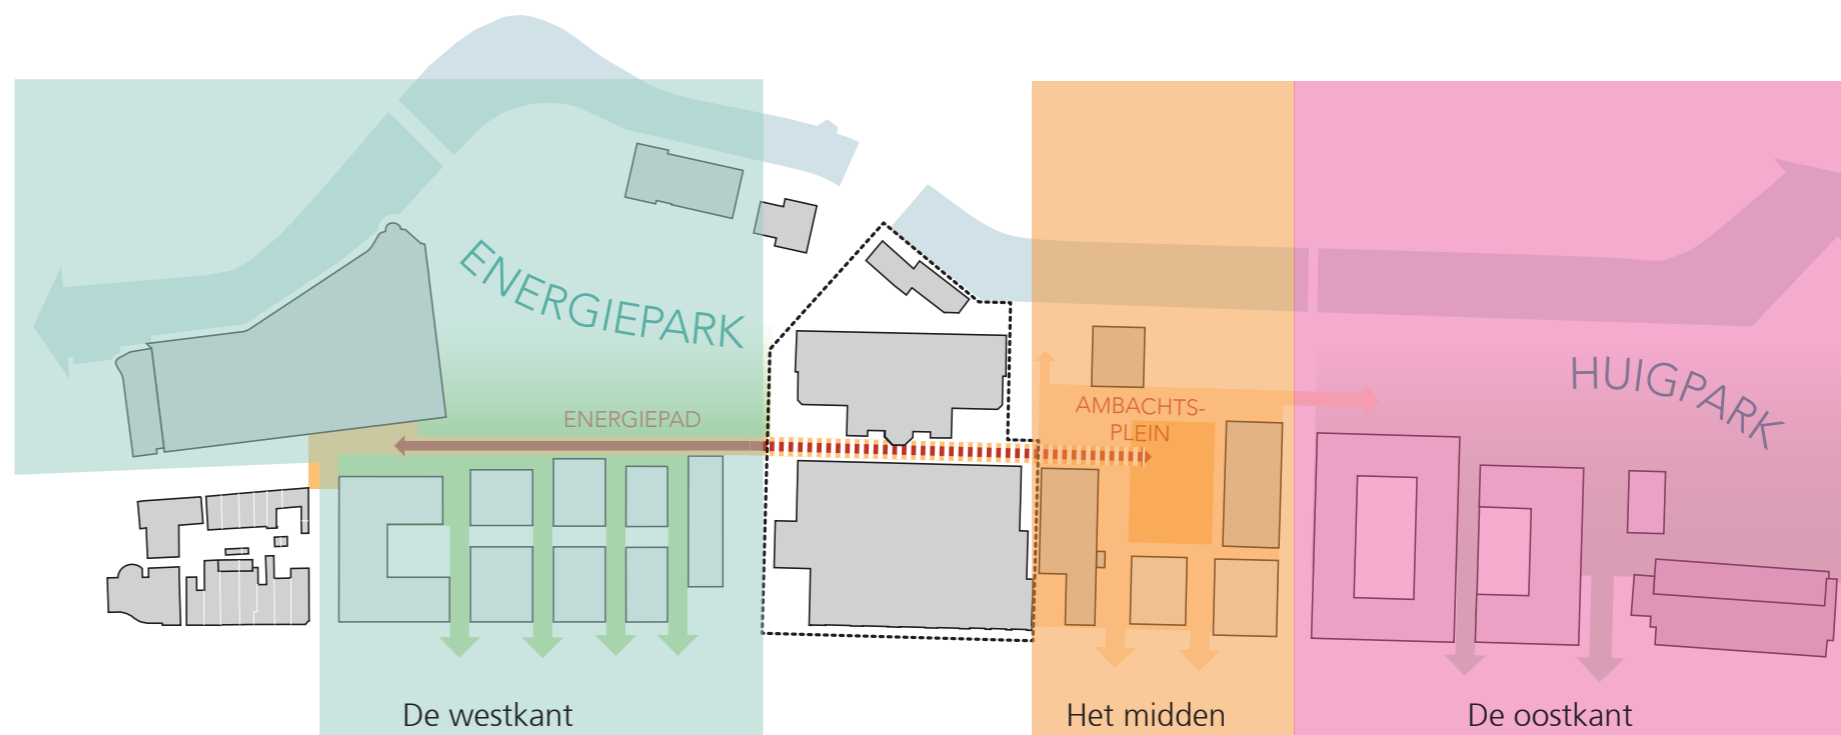 ENERGIEPARK
HUIGPARK
ENERGIEPAD
AMBACHTS-
PLEIN
De westkant
Het midden
De oostkant